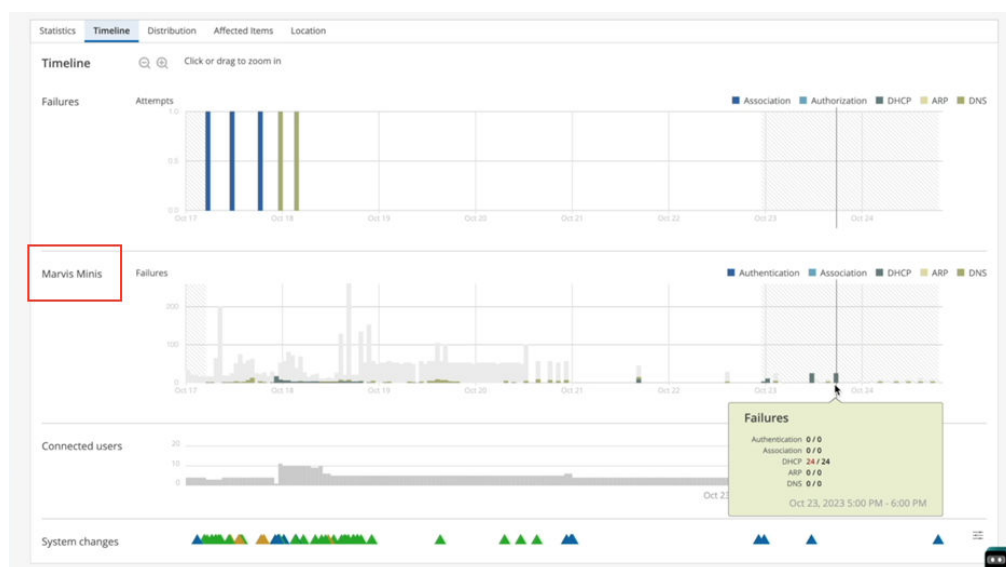 Statistics Timeline Distribution Affected Items Location
Timeline Click or drag to zoom in
Failures Attempts Association Authorization DHCP ARP DNS
1.0
0.5
0.0
Oct 17 Oct 18 Oct 19 Oct 20 Oct 21 Oct 22 Oct 23 Oct 24
Marvis Minis Failures Authentication Association DHCP ARP DNS
200
100
0
Oct 17 Oct 18 Oct 19 Oct 20 Oct 21 Oct 22 Oct 23 Oct 24
Failures
Authentication 0 / 0
Association 0 / 0
DHCP 24 / 24
ARP 0 / 0
DNS 0 / 0
Oct 23, 2023 5:00 PM - 6:00 PM
Connected users
20
10
0
Oct 23
System changes